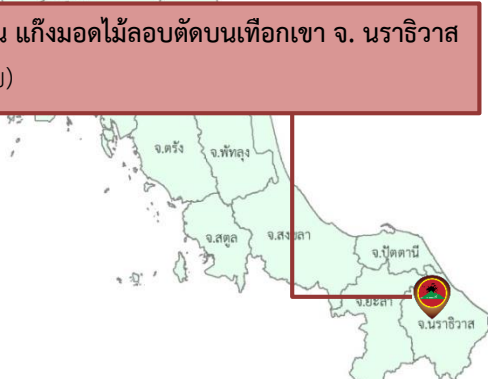 แก๊งมอดไม้ลอบตัดบนเทือกเขา จ. นราธิวาส
จ.ตรัง
จ.พัทลุง
จ.สตูล
จ.สงขลา
จ.ปัตตานี
จ.ยะลา
จ.นราธิวาส